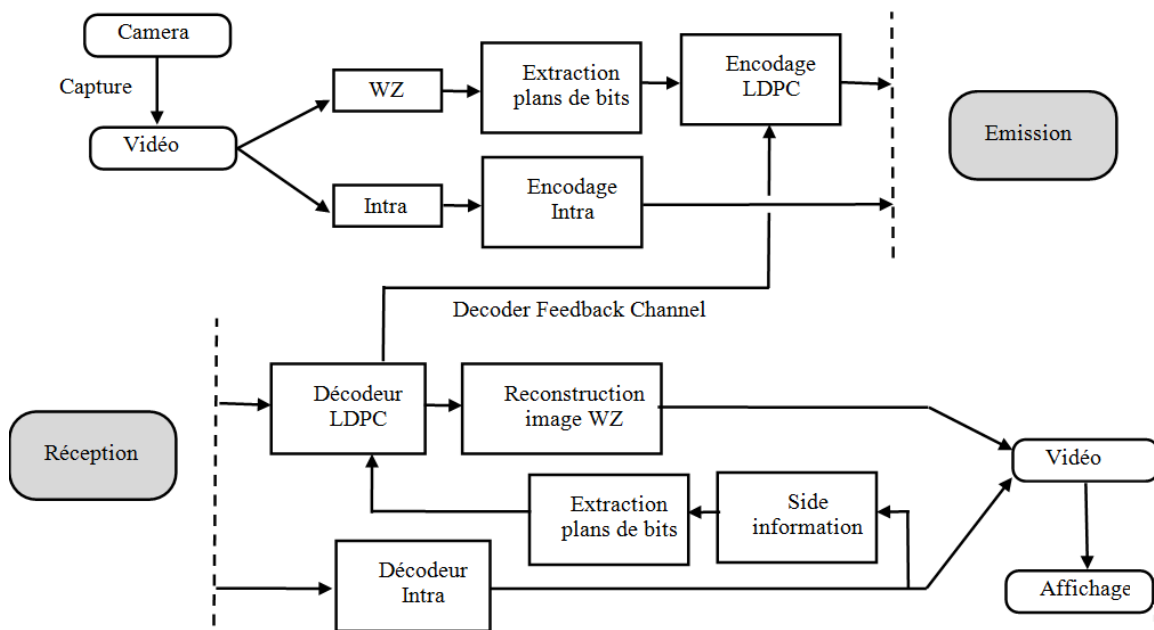 Camera
Capture
Vidéo
WZ
Extraction
plans de bits
Encodage
LDPC
Emission
Intra
Encodage
Intra
Decoder Feedback Channel
Réception
Décodeur
LDPC
Reconstruction
image WZ
Vidéo
Extraction
plans de bits
Side
information
Décodeur
Intra
Affichage